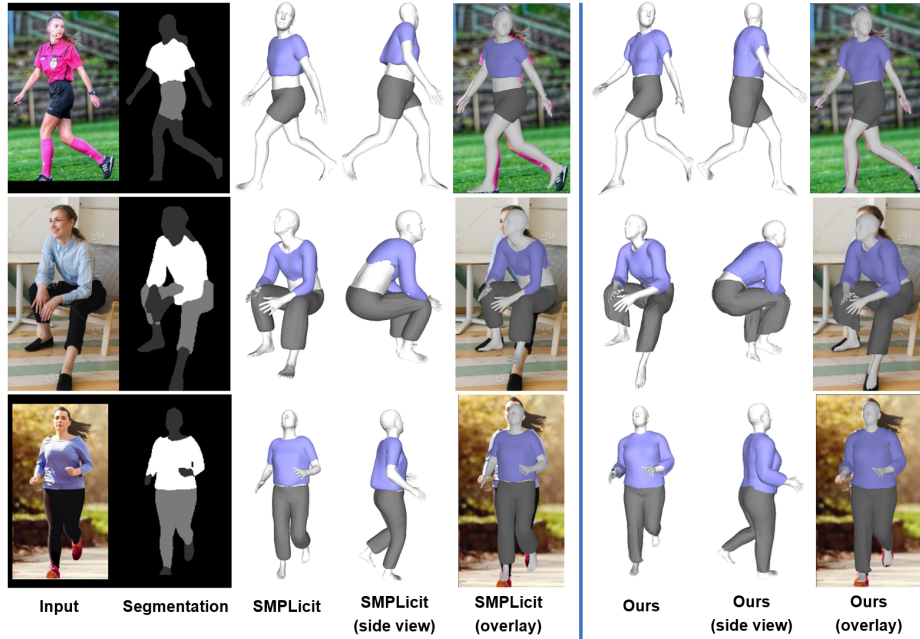 Input
Segmentation
SMPLicit
SMPLicit
(side view)
SMPLicit
(overlay)
Ours
Ours
(side view)
Ours
(overlay)